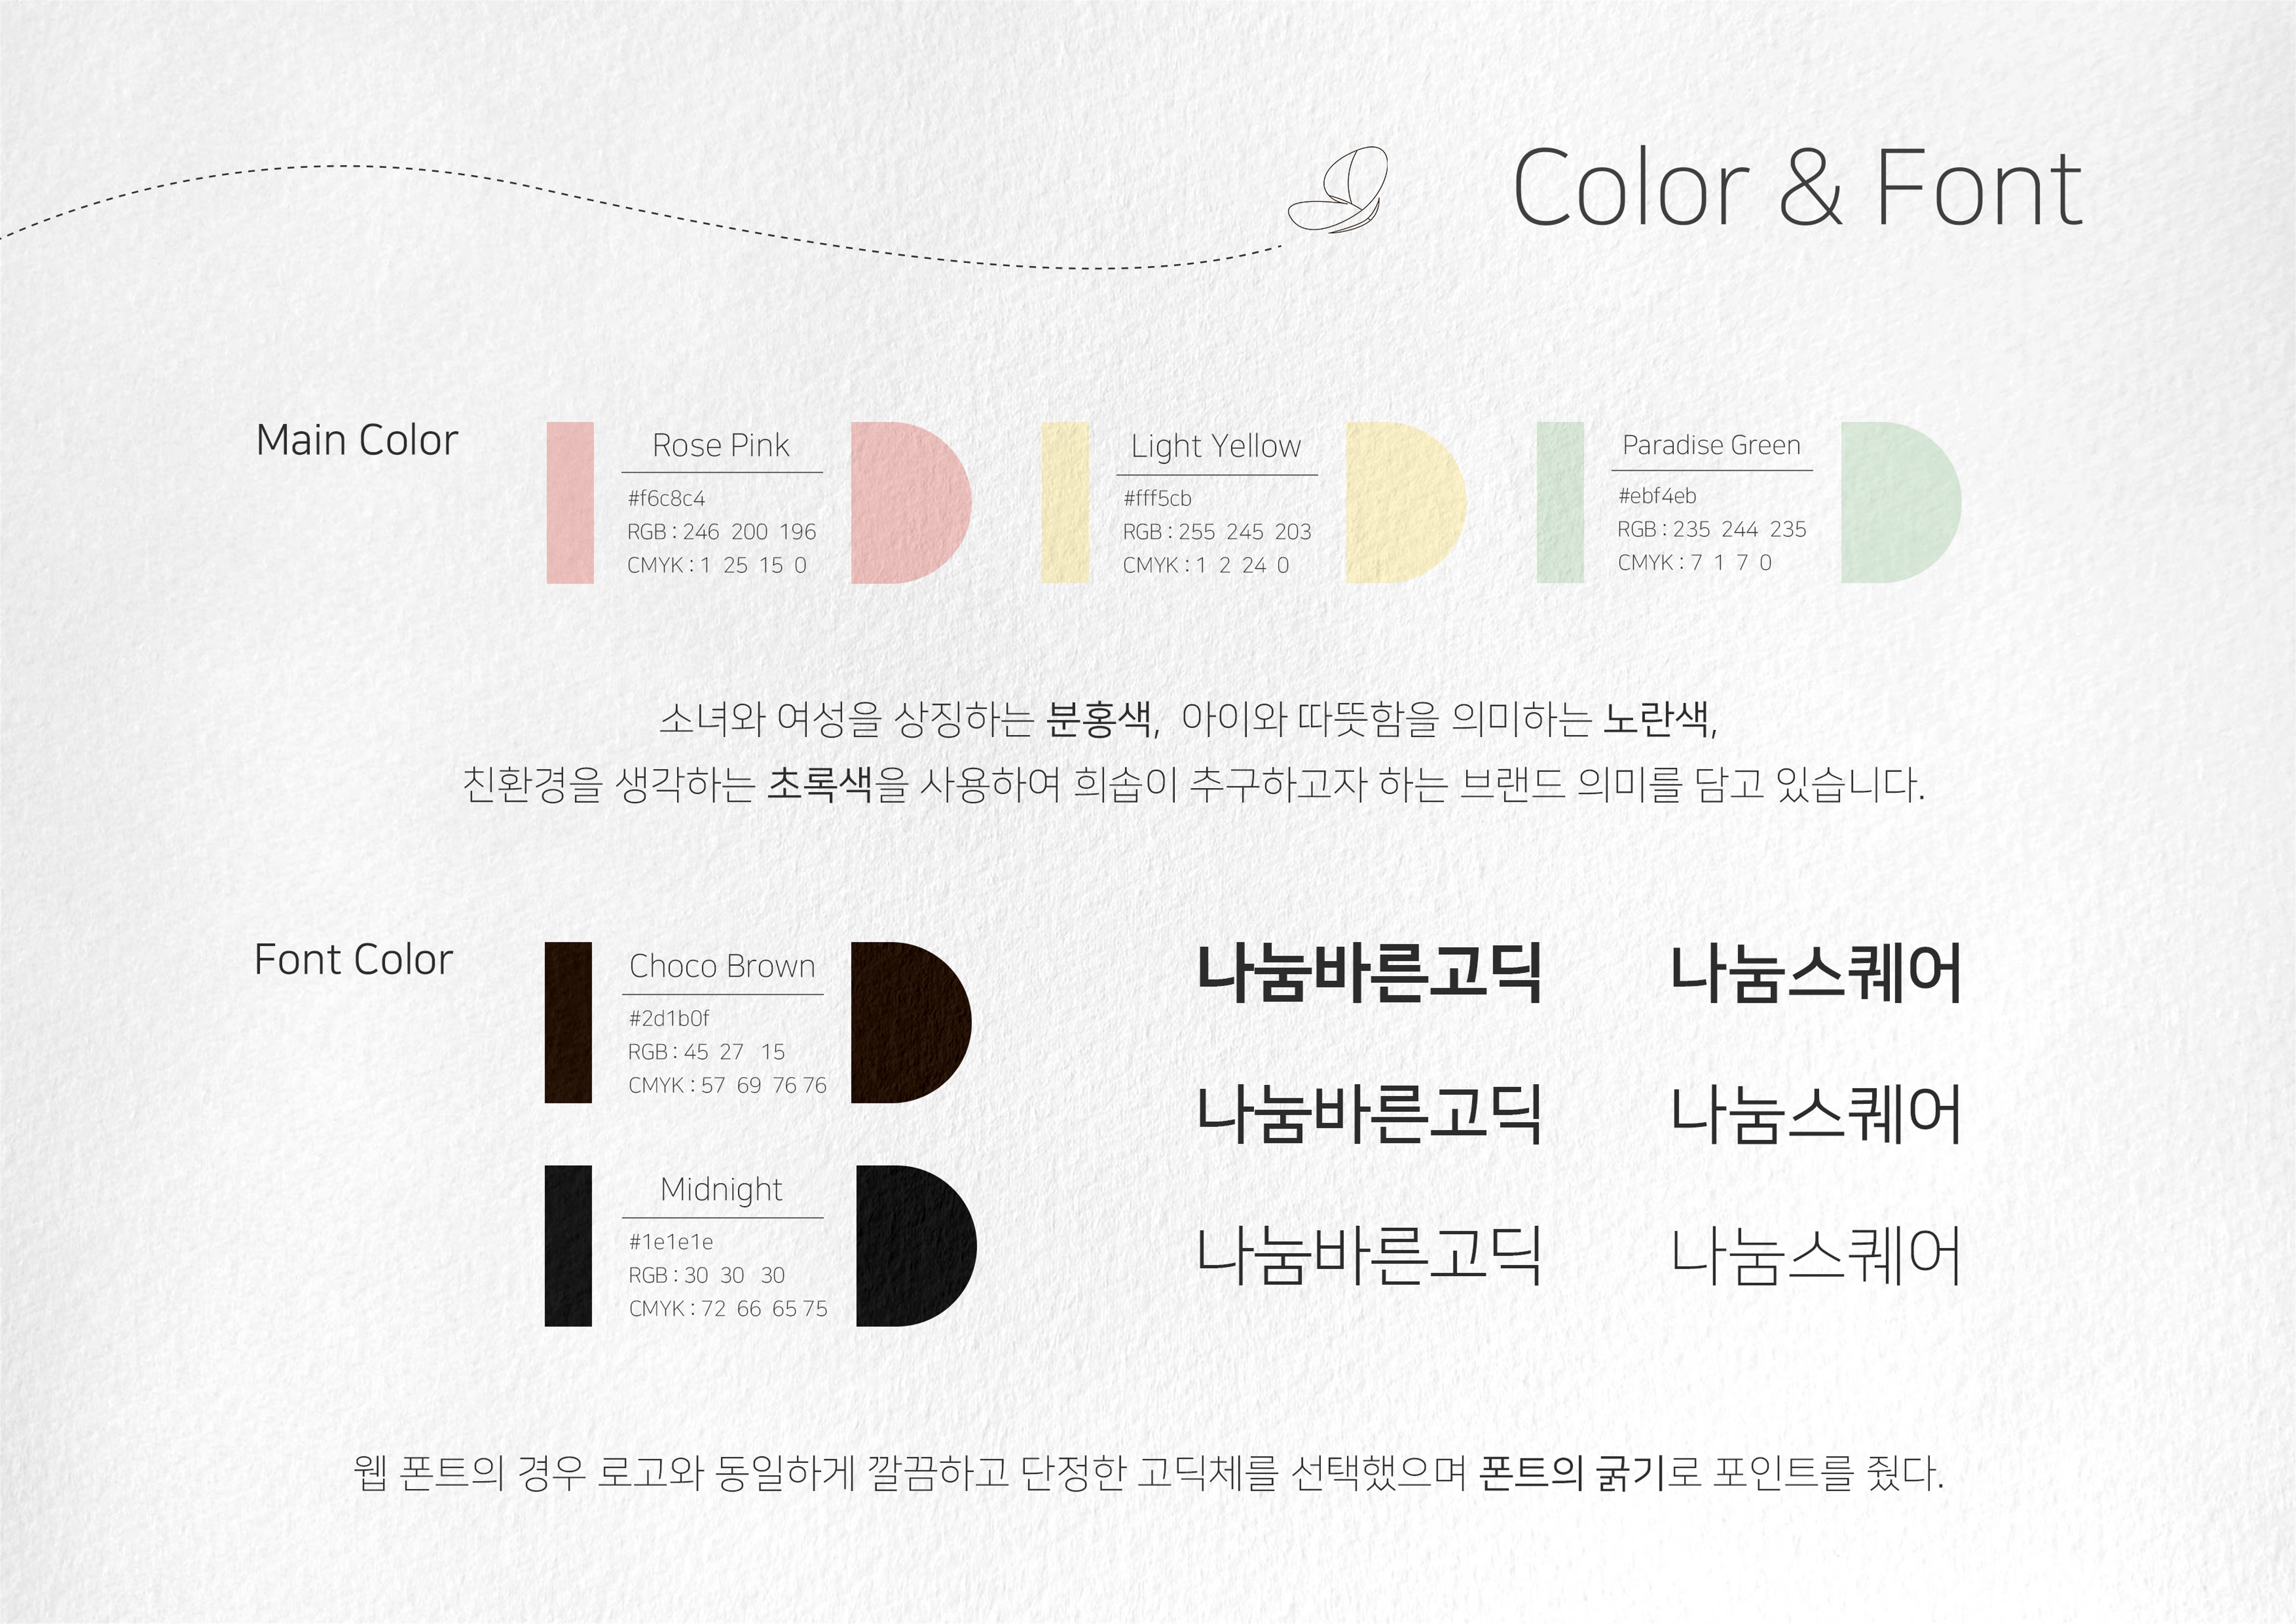 Color & Font
Main Color
Rose Pink
#f6c8c4
RGB : 246 200 196
CMYK : 1 25 15 0
Light Yellow
#fff5cb
RGB : 255 245 203
CMYK : 1 2 24 0
Paradise Green
#ebf4eb
RGB : 235 244 235
CMYK : 7 1 7 0
소녀와 여성을 상징하는 분홍색, 아이와 따뜻함을 의미하는 노란색,
친환경을 생각하는 초록색을 사용하여 희솝이 추구하고자 하는 브랜드 의미를 담고 있습니다.
Font Color
Choco Brown
#2d1b0f
RGB : 45 27 15
CMYK : 57 69 76 76
Midnight
#1e1e1e
RGB : 30 30 30
CMYK : 72 66 65 75
나눔바른고딕
나눔스퀘어
나눔바른고딕
나눔스퀘어
나눔바른고딕
나눔스퀘어
웹 폰트의 경우 로고와 동일하게 깔끔하고 단정한 고딕체를 선택했으며 폰트의 굵기로 포인트를 줬다.